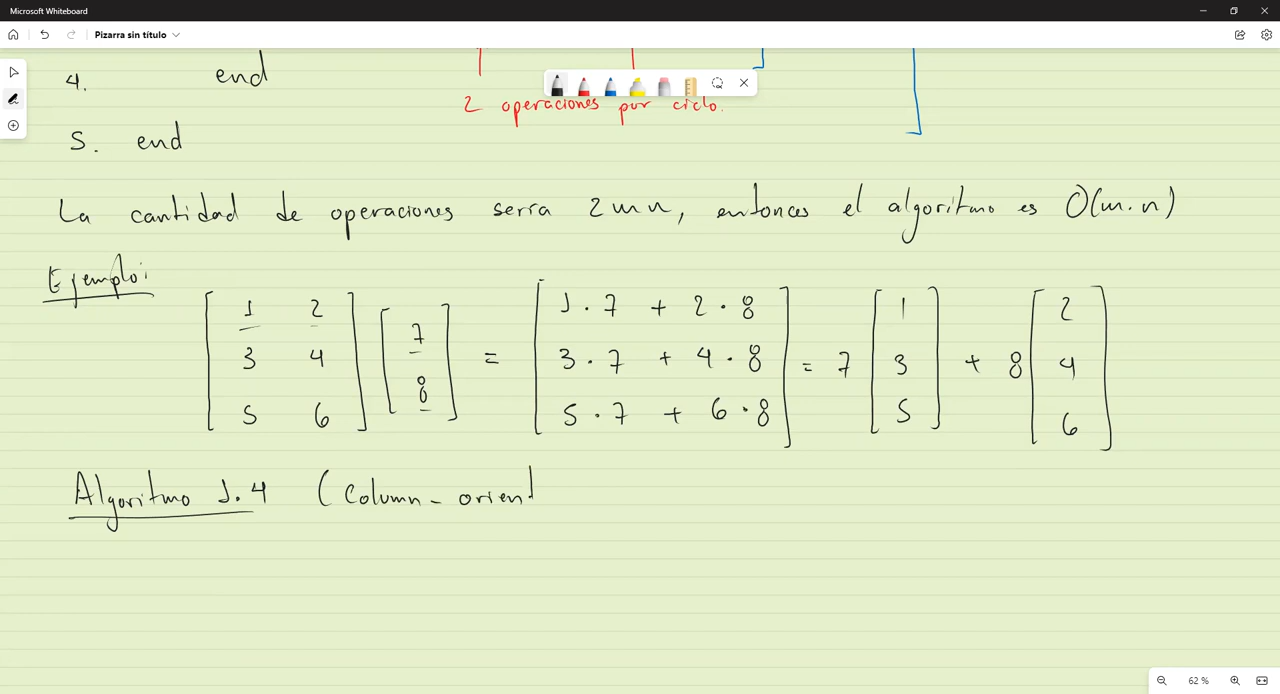 Microsoft Whiteboard
Pizarra sin título
4. end
2 operaciones por ciclo.
5. end
La cantidad de operaciones serra 2mn, entonces el algoritmo es O(m.n)
Ejemplo:
[1 2; 3 4; 5 6] [7; 8] = [1·7 + 2·8; 3·7 + 4·8; 5·7 + 6·8] = 7 [1; 3; 5] + 8 [2; 4; 6]
Algoritmo 1.4 (Column-orient
62 %